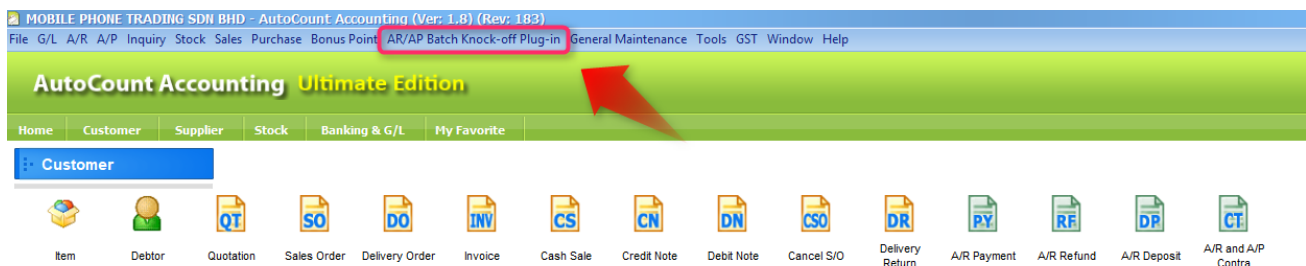 MOBILE PHONE TRADING SDN BHD - AutoCount Accounting (Ver: 1.8) (Rev: 183)
File G/L A/R A/P Inquiry Stock Sales Purchase Bonus Point AR/AP Batch Knock-off Plug-in General Maintenance Tools GST Window Help
AutoCount Accounting Ultimate Edition
Home Customer Supplier Stock Banking & G/L My Favorite
Customer
QT SO DO INV CS CN DN CSO DR PY RF DP CT
Item Debtor Quotation Sales Order Delivery Order Invoice Cash Sale Credit Note Debit Note Cancel S/O Delivery Return A/R Payment A/R Refund A/R Deposit A/R and A/P Contra